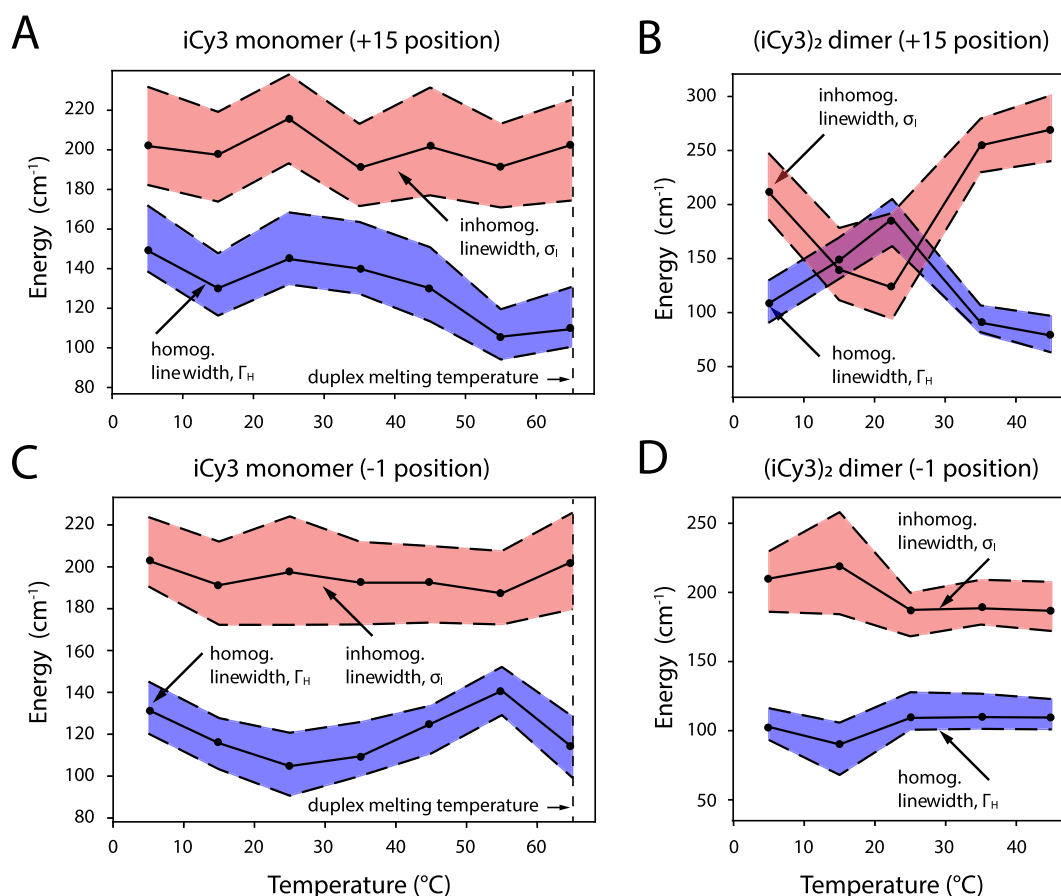 A
iCy3 monomer (+15 position)
220
200
180
160
140
120
100
80
Energy (cm⁻¹)
inhomog.
linewidth, σI
homog.
linewidth, ΓH
duplex melting temperature
0 10 20 30 40 50 60
B
(iCy3)₂ dimer (+15 position)
300
250
200
150
100
50
Energy (cm⁻¹)
inhomog.
linewidth, σI
homog.
linewidth, ΓH
0 10 20 30 40
C
iCy3 monomer (-1 position)
220
200
180
160
140
120
100
80
Energy (cm⁻¹)
homog.
linewidth, ΓH
inhomog.
linewidth, σI
duplex melting temperature
0 10 20 30 40 50 60
Temperature (°C)
D
(iCy3)₂ dimer (-1 position)
250
200
150
100
50
Energy (cm⁻¹)
inhomog.
linewidth, σI
homog.
linewidth, ΓH
0 10 20 30 40
Temperature (°C)